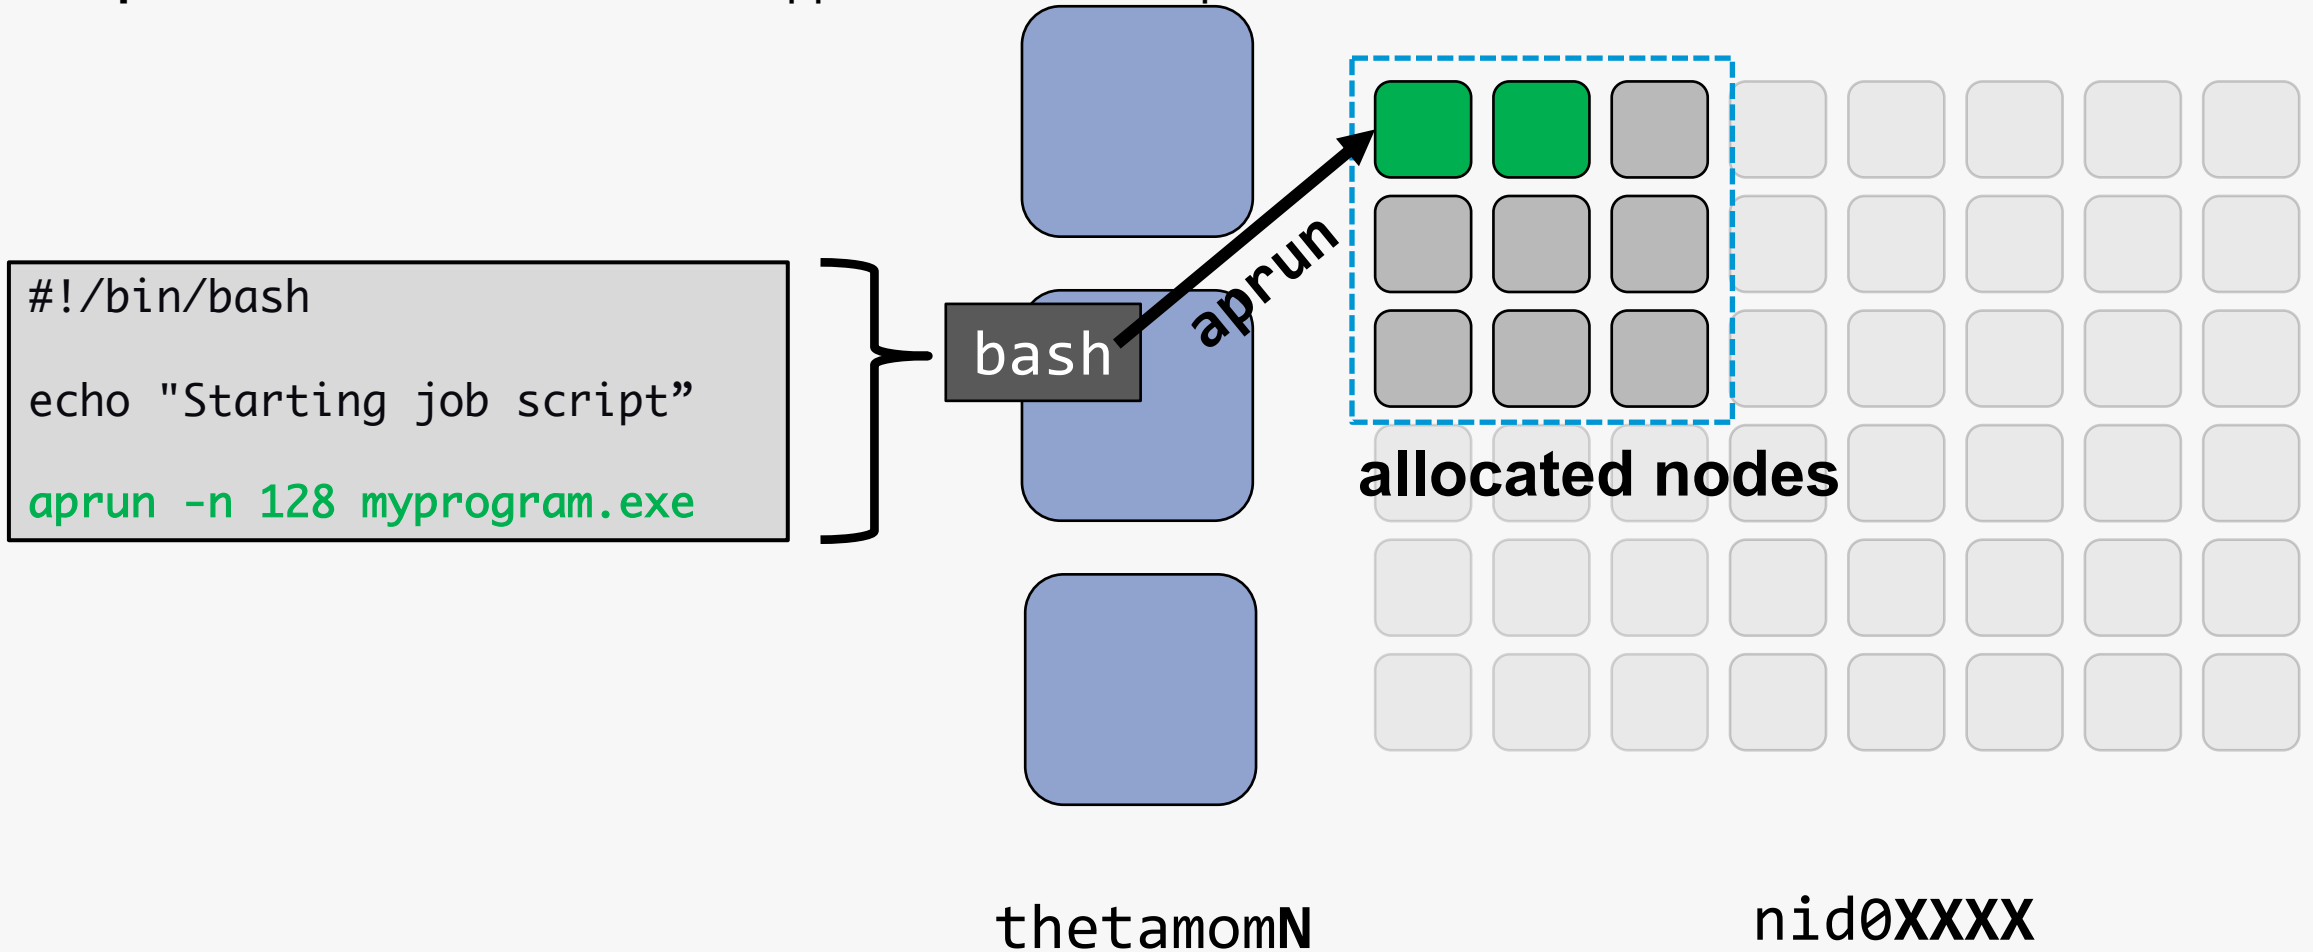 #!/bin/bash
echo "Starting job script”
aprun -n 128 myprogram.exe
bash
aprun
allocated nodes
thetamomN
nid0XXXX